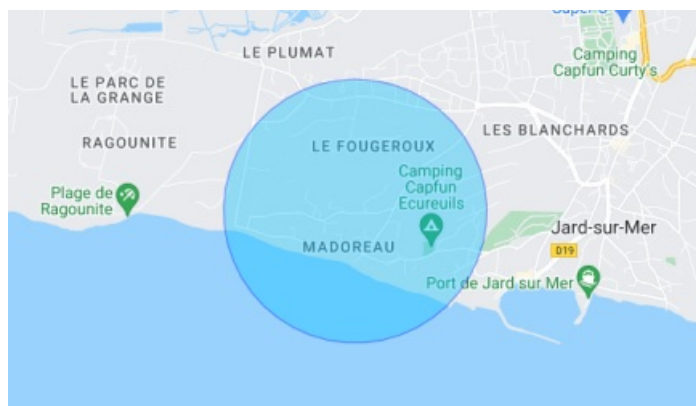 Super U
Camping
Capfun Curty's
LE PLUMAT
LE PARC DE
LA GRANGE
RAGOUNITE
LE FOUGEROUX
LES BLANCHARDS
Camping
Capfun
Ecureuils
Plage de
Ragounite
MADOREAU
Jard-sur-Mer
D19
Port de Jard sur Mer